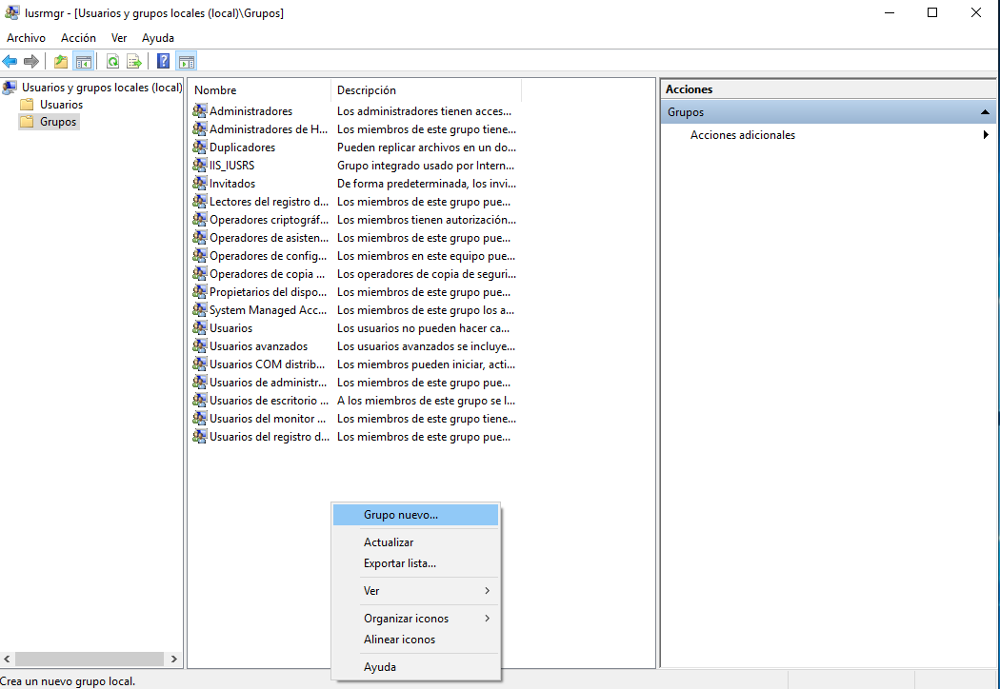 lusrmgr - [Usuarios y grupos locales (local)\Grupos]
Archivo Acción Ver Ayuda
Usuarios y grupos locales (local)
Usuarios
Grupos
Nombre Descripción
Administradores Los administradores tienen acces...
Administradores de H... Los miembros de este grupo tiene...
Duplicadores Pueden replicar archivos en un do...
IIS_IUSRS Grupo integrado usado por Intern...
Invitados De forma predeterminada, los invi...
Lectores del registro d... Los miembros de este grupo pue...
Operadores criptográf... Los miembros tienen autorización...
Operadores de asisten... Los miembros de este grupo pue...
Operadores de config... Los miembros en este equipo pue...
Operadores de copia ... Los operadores de copia de seguri...
Propietarios del dispo... Los miembros de este grupo pue...
System Managed Acc... Los miembros de este grupo los a...
Usuarios Los usuarios no pueden hacer ca...
Usuarios avanzados Los usuarios avanzados se incluye...
Usuarios COM distrib... Los miembros pueden iniciar, acti...
Usuarios de administr... Los miembros de este grupo pue...
Usuarios de escritorio ... A los miembros de este grupo se l...
Usuarios del monitor ... Los miembros de este grupo tiene...
Usuarios del registro d... Los miembros de este grupo pue...
Grupo nuevo...
Actualizar
Exportar lista...
Ver
Organizar iconos
Alinear iconos
Ayuda
Acciones
Grupos
Acciones adicionales
Crea un nuevo grupo local.